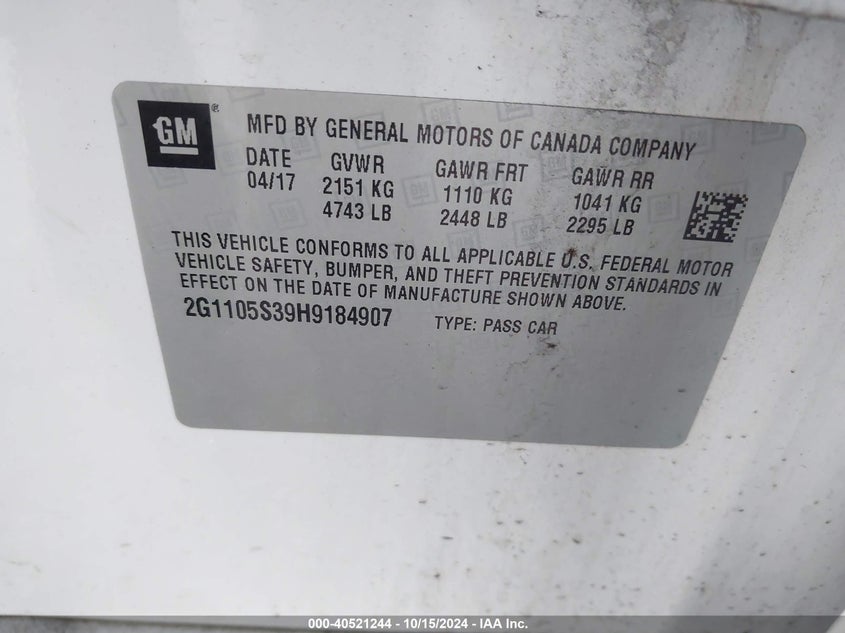 GM ®
MFD BY GENERAL MOTORS OF CANADA COMPANY
DATE GVWR GAWR FRT GAWR RR
04/17 2151 KG 1110 KG 1041 KG
4743 LB 2448 LB 2295 LB
THIS VEHICLE CONFORMS TO ALL APPLICABLE U.S. FEDERAL MOTOR
VEHICLE SAFETY, BUMPER, AND THEFT PREVENTION STANDARDS IN
EFFECT ON THE DATE OF MANUFACTURE SHOWN ABOVE.
2G1105S39H9184907 TYPE: PASS CAR
000-40521244 - 10/15/2024 - IAA Inc.